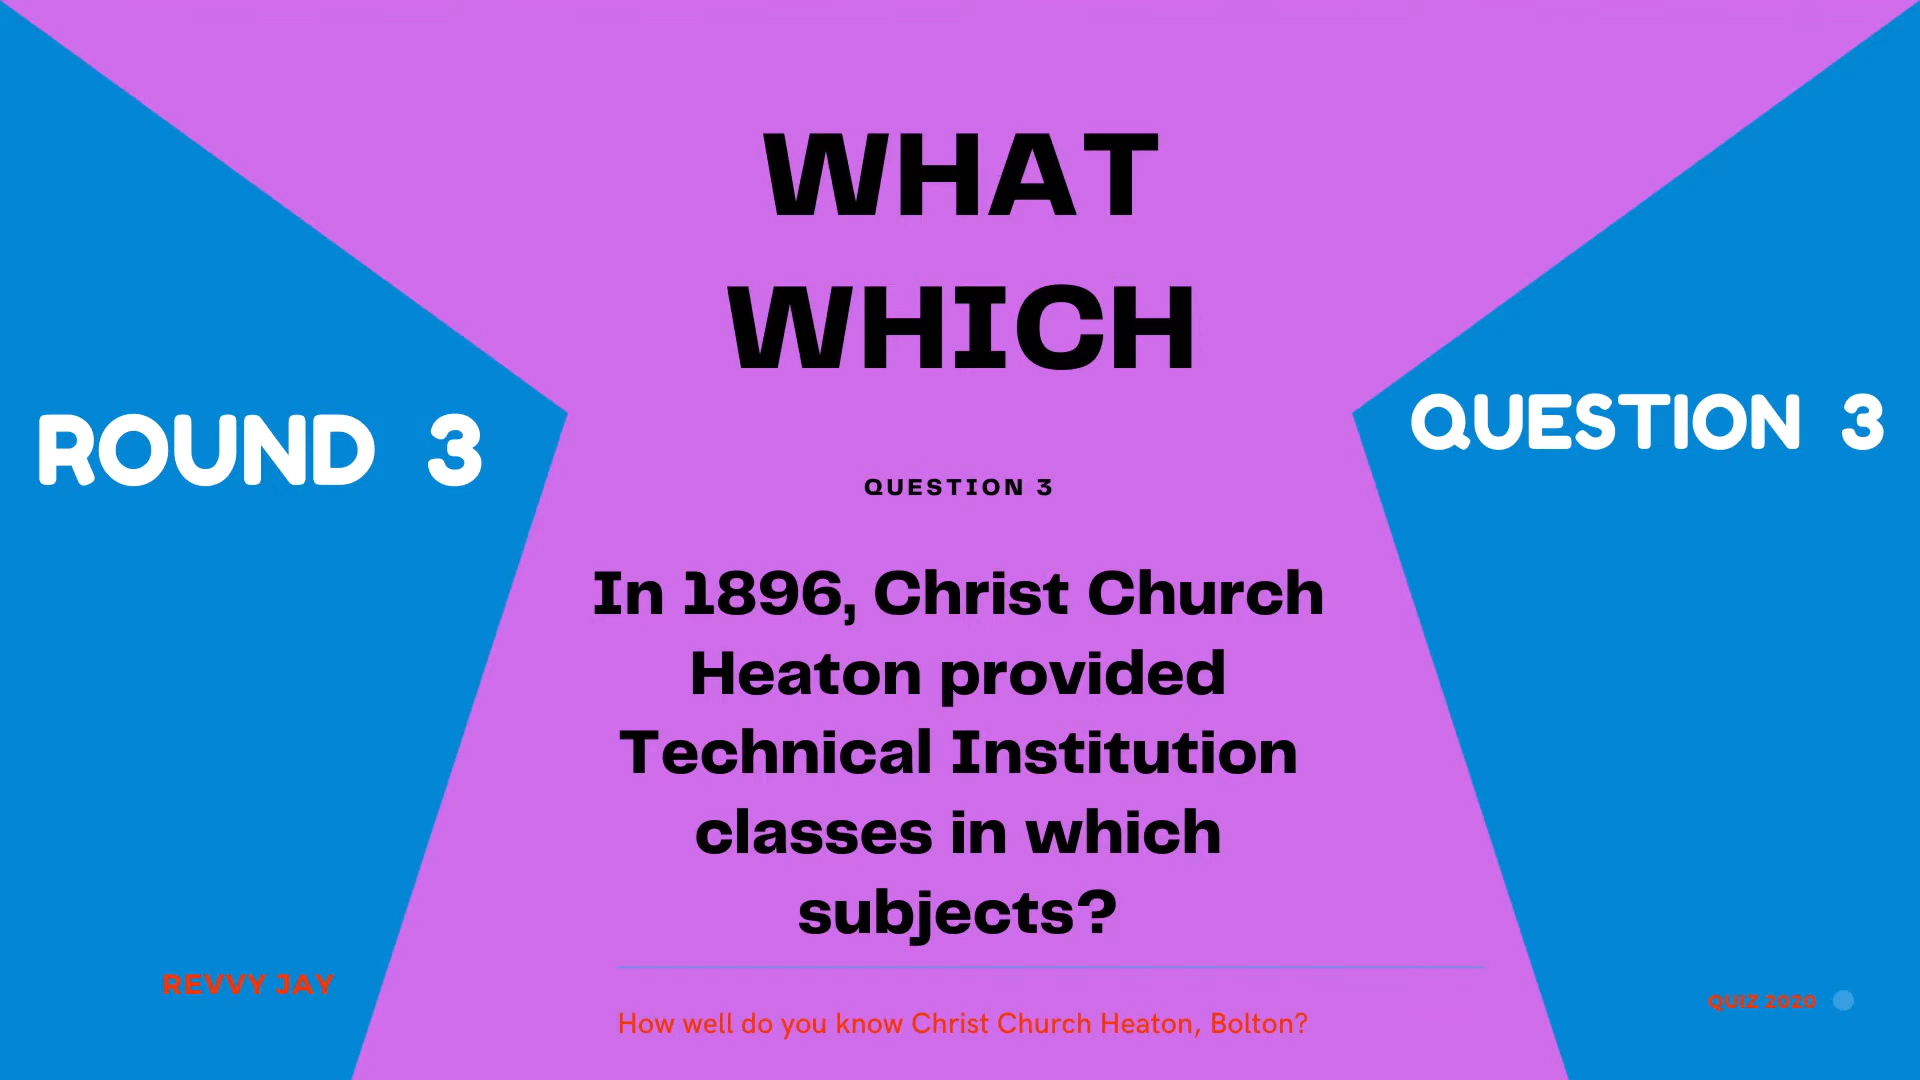 WHAT
WHICH
ROUND 3
QUESTION 3
QUESTION 3
In 1896, Christ Church
Heaton provided
Technical Institution
classes in which
subjects?
REVVY JAY
QUIZ 2020
How well do you know Christ Church Heaton, Bolton?